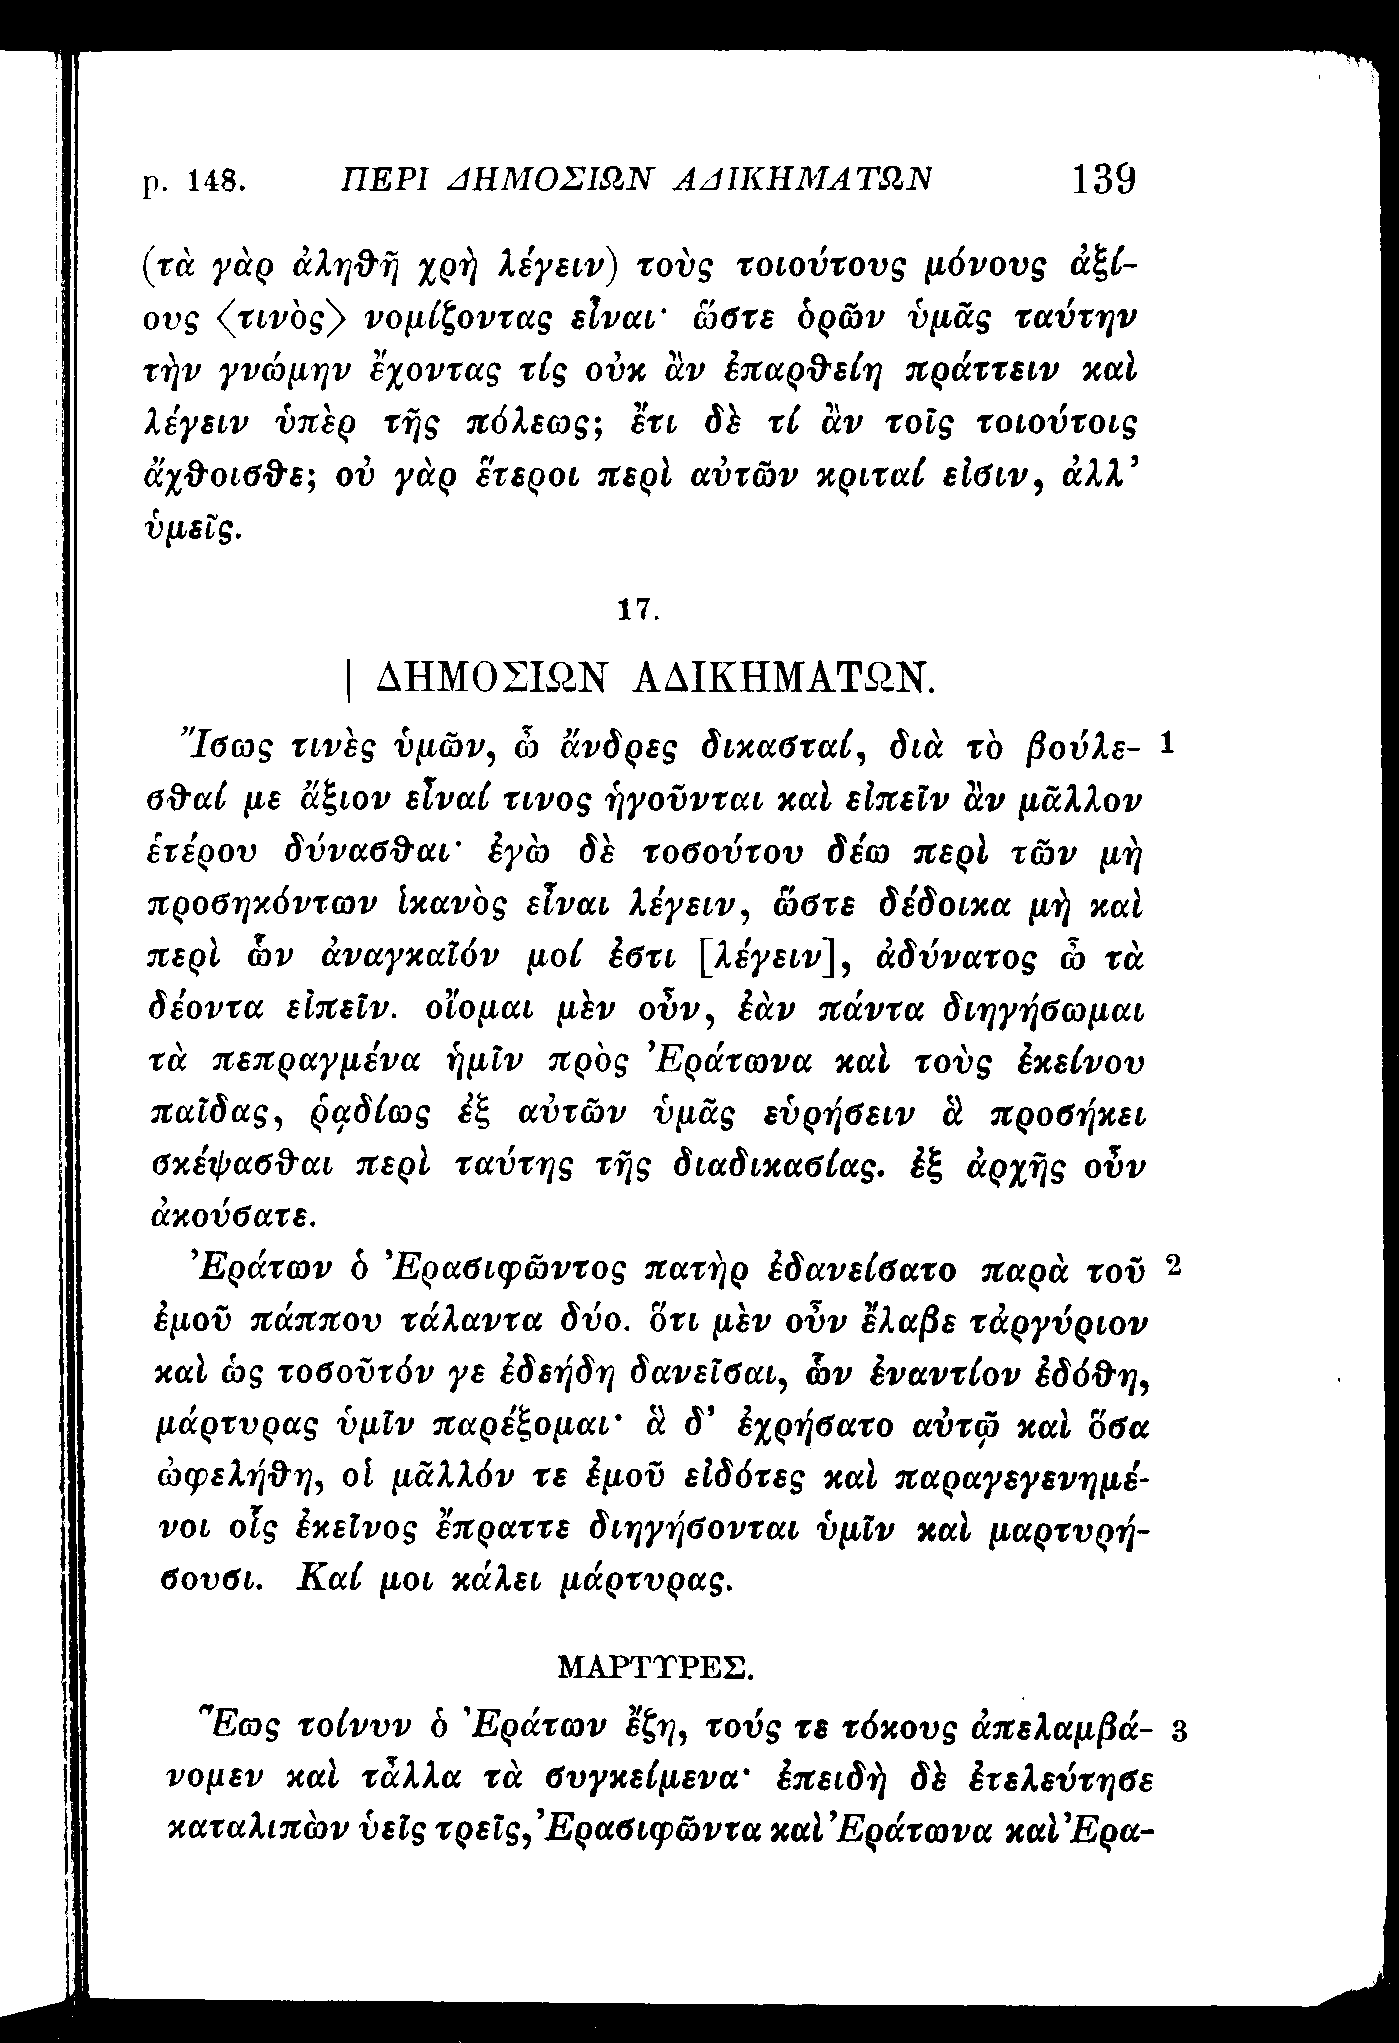 p. 148. ΠΕΡΙ ΔΗΜΟΣΙΩΝ ΑΔΙΚΗΜΑΤΩΝ 139
(τὰ γὰρ ἀληϑῆ χρὴ λέγειν) τοὺς τοιούτους μόνους ἀξί-
ους ⟨τινὸς⟩ νομίζοντας εἶναι· ὥστε ὁρῶν ὑμᾶς ταύτην
τὴν γνώμην ἔχοντας τίς οὐκ ἂν ἐπαρϑείη πράττειν καὶ
λέγειν ὑπὲρ τῆς πόλεως; ἔτι δὲ τί ἂν τοῖς τοιούτοις
ἄχϑοισϑε; οὐ γὰρ ἕτεροι περὶ αὐτῶν κριταί εἰσιν, ἀλλ’
ὑμεῖς.
17.
| ΔΗΜΟΣΙΩΝ ΑΔΙΚΗΜΑΤΩΝ.
Ἴσως τινὲς ὑμῶν, ὦ ἄνδρες δικασταί, διὰ τὸ βούλε- 1
σϑαί με ἄξιον εἶναί τινος ἡγοῦνται καὶ εἰπεῖν ἂν μᾶλλον
ἑτέρου δύνασϑαι· ἐγὼ δὲ τοσούτου δέω περὶ τῶν μὴ
προσηκόντων ἱκανὸς εἶναι λέγειν, ὥστε δέδοικα μὴ καὶ
περὶ ὧν ἀναγκαῖόν μοί ἐστι [λέγειν], ἀδύνατος ὦ τὰ
δέοντα εἰπεῖν. οἴομαι μὲν οὖν, ἐὰν πάντα διηγήσωμαι
τὰ πεπραγμένα ἡμῖν πρὸς Ἐράτωνα καὶ τοὺς ἐκείνου
παῖδας, ῥᾳδίως ἐξ αὐτῶν ὑμᾶς εὑρήσειν ἃ προσήκει
σκέψασϑαι περὶ ταύτης τῆς διαδικασίας. ἐξ ἀρχῆς οὖν
ἀκούσατε.
Ἐράτων ὁ Ἐρασιφῶντος πατὴρ ἐδανείσατο παρὰ τοῦ 2
ἐμοῦ πάππου τάλαντα δύο. ὅτι μὲν οὖν ἔλαβε τἀργύριον
καὶ ὡς τοσοῦτόν γε ἐδεήδη δανεῖσαι, ὧν ἐναντίον ἐδόϑη,
μάρτυρας ὑμῖν παρέξομαι· ἃ δ’ ἐχρήσατο αὐτῷ καὶ ὅσα
ὠφελήϑη, οἱ μᾶλλόν τε ἐμοῦ εἰδότες καὶ παραγεγενημέ-
νοι οἷς ἐκεῖνος ἔπραττε διηγήσονται ὑμῖν καὶ μαρτυρή-
σουσι. Καί μοι κάλει μάρτυρας.
ΜΑΡΤΥΡΕΣ.
Ἕως τοίνυν ὁ Ἐράτων ἔζη, τούς τε τόκους ἀπελαμβά- 3
νομεν καὶ τἆλλα τὰ συγκείμενα· ἐπειδὴ δὲ ἐτελεύτησε
καταλιπὼν ὑεῖς τρεῖς, Ἐρασιφῶντα καὶ Ἐράτωνα καὶ Ἐρα-